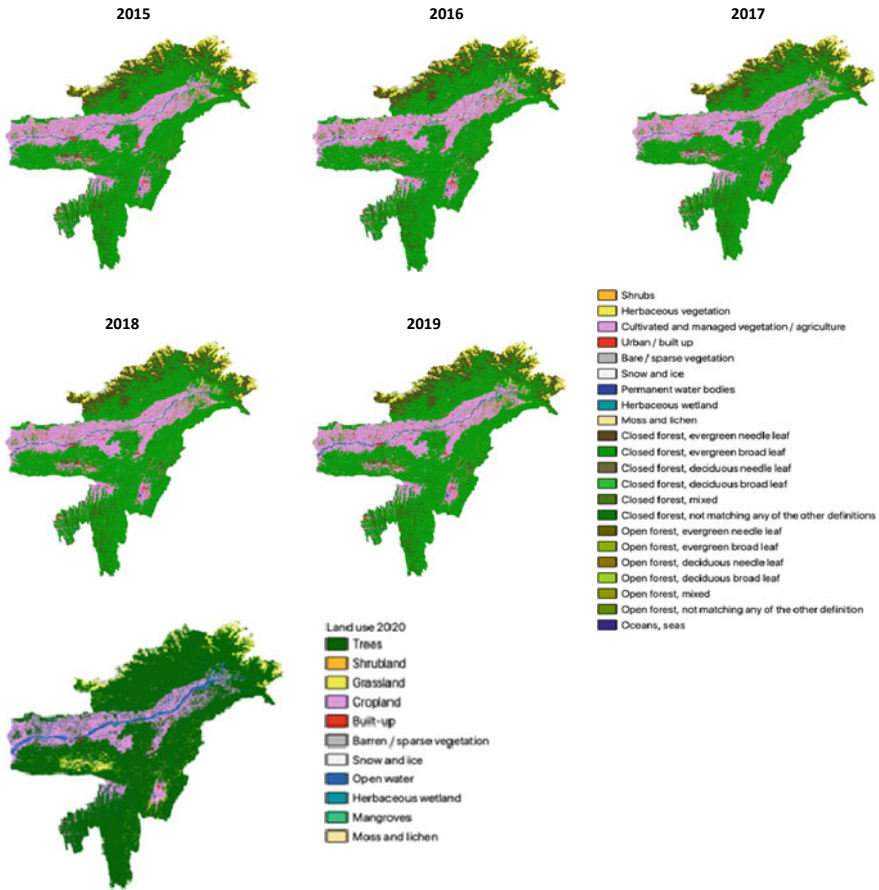 2015
2016
2017
Shrubs
Herbaceous vegetation
Cultivated and managed vegetation / agriculture
Urban / built up
Bare / sparse vegetation
Snow and ice
Permanent water bodies
Herbaceous wetland
Moss and lichen
Closed forest, evergreen needle leaf
Closed forest, evergreen broad leaf
Closed forest, deciduous needle leaf
Closed forest, deciduous broad leaf
Closed forest, mixed
Closed forest, not matching any of the other definitions
Open forest, evergreen needle leaf
Open forest, evergreen broad leaf
Open forest, deciduous needle leaf
Open forest, deciduous broad leaf
Open forest, mixed
Open forest, not matching any of the other definition
Oceans, seas
2018
2019
Land use 2020
Trees
Shrubland
Grassland
Cropland
Built-up
Barren / sparse vegetation
Snow and ice
Open water
Herbaceous wetland
Mangroves
Moss and lichen